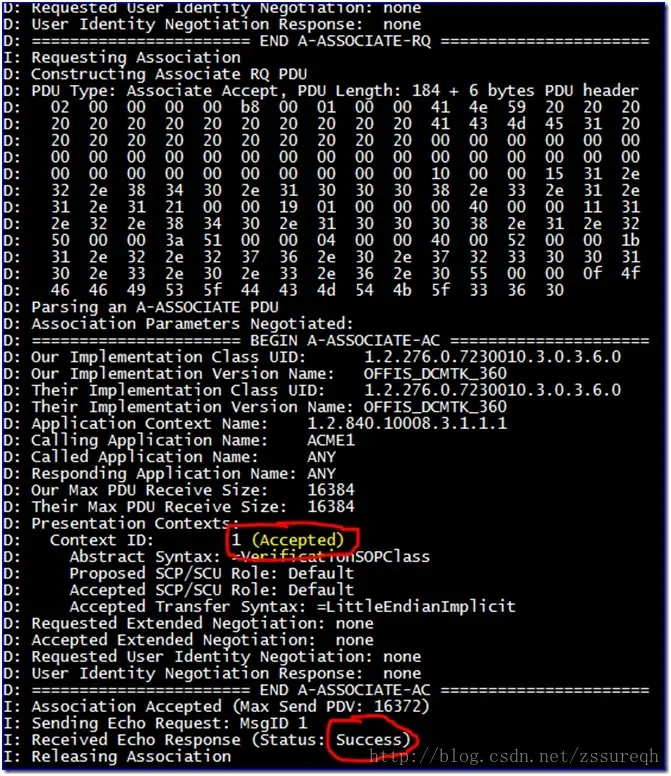 D: Requested User Identity Negotiation: none
D: User Identity Negotiation Response:  none
D: ======================= END A-ASSOCIATE-RQ ======================
I: Requesting Association
D: Constructing Associate RQ PDU
D: PDU Type: Associate Accept, PDU Length: 184 + 6 bytes PDU header
D:   02  00  00  00  00  b8  00  01  00  00  41  4e  59  20  20  20
D:   20  20  20  20  20  20  20  20  20  20  41  43  4d  45  31  20
D:   20  20  20  20  20  20  20  20  20  20  00  00  00  00  00  00
D:   00  00  00  00  00  00  00  00  00  00  00  00  00  00  00  00
D:   00  00  00  00  00  00  00  00  00  00  10  00  00  15  31  2e
D:   32  2e  38  34  30  2e  31  30  30  30  38  2e  33  2e  31  2e
D:   31  2e  31  21  00  00  19  01  00  00  00  40  00  00  11  31
D:   2e  32  2e  38  34  30  2e  31  30  30  30  38  2e  31  2e  32
D:   50  00  00  3a  51  00  00  04  00  00  40  00  52  00  00  1b
D:   31  2e  32  2e  32  37  36  2e  30  2e  37  32  33  30  30  31
D:   30  2e  33  2e  30  2e  33  2e  36  2e  30  55  00  00  0f  4f
D:   46  46  49  53  5f  44  43  4d  54  4b  5f  33  36  30
D: Parsing an A-ASSOCIATE PDU
D: Association Parameters Negotiated:
D: ====================== BEGIN A-ASSOCIATE-AC =====================
D: Our Implementation Class UID:      1.2.276.0.7230010.3.0.3.6.0
D: Our Implementation Version Name:   OFFIS_DCMTK_360
D: Their Implementation Class UID:    1.2.276.0.7230010.3.0.3.6.0
D: Their Implementation Version Name: OFFIS_DCMTK_360
D: Application Context Name:    1.2.840.10008.3.1.1.1
D: Calling Application Name:    ACME1
D: Called Application Name:     ANY
D: Responding Application Name: ANY
D: Our Max PDU Receive Size:    16384
D: Their Max PDU Receive Size:  16384
D: Presentation Contexts:
D:   Context ID:        1 (Accepted)
D:     Abstract Syntax: =VerificationSOPClass
D:     Proposed SCP/SCU Role: Default
D:     Accepted SCP/SCU Role: Default
D:     Accepted Transfer Syntax: =LittleEndianImplicit
D: Requested Extended Negotiation: none
D: Accepted Extended Negotiation:  none
D: Requested User Identity Negotiation: none
D: User Identity Negotiation Response:  none
D: ======================= END A-ASSOCIATE-AC ======================
I: Association Accepted (Max Send PDV: 16372)
I: Sending Echo Request: MsgID 1
I: Received Echo Response (Status: Success)
I: Releasing Association
http://blog.csdn.net/zssureqh